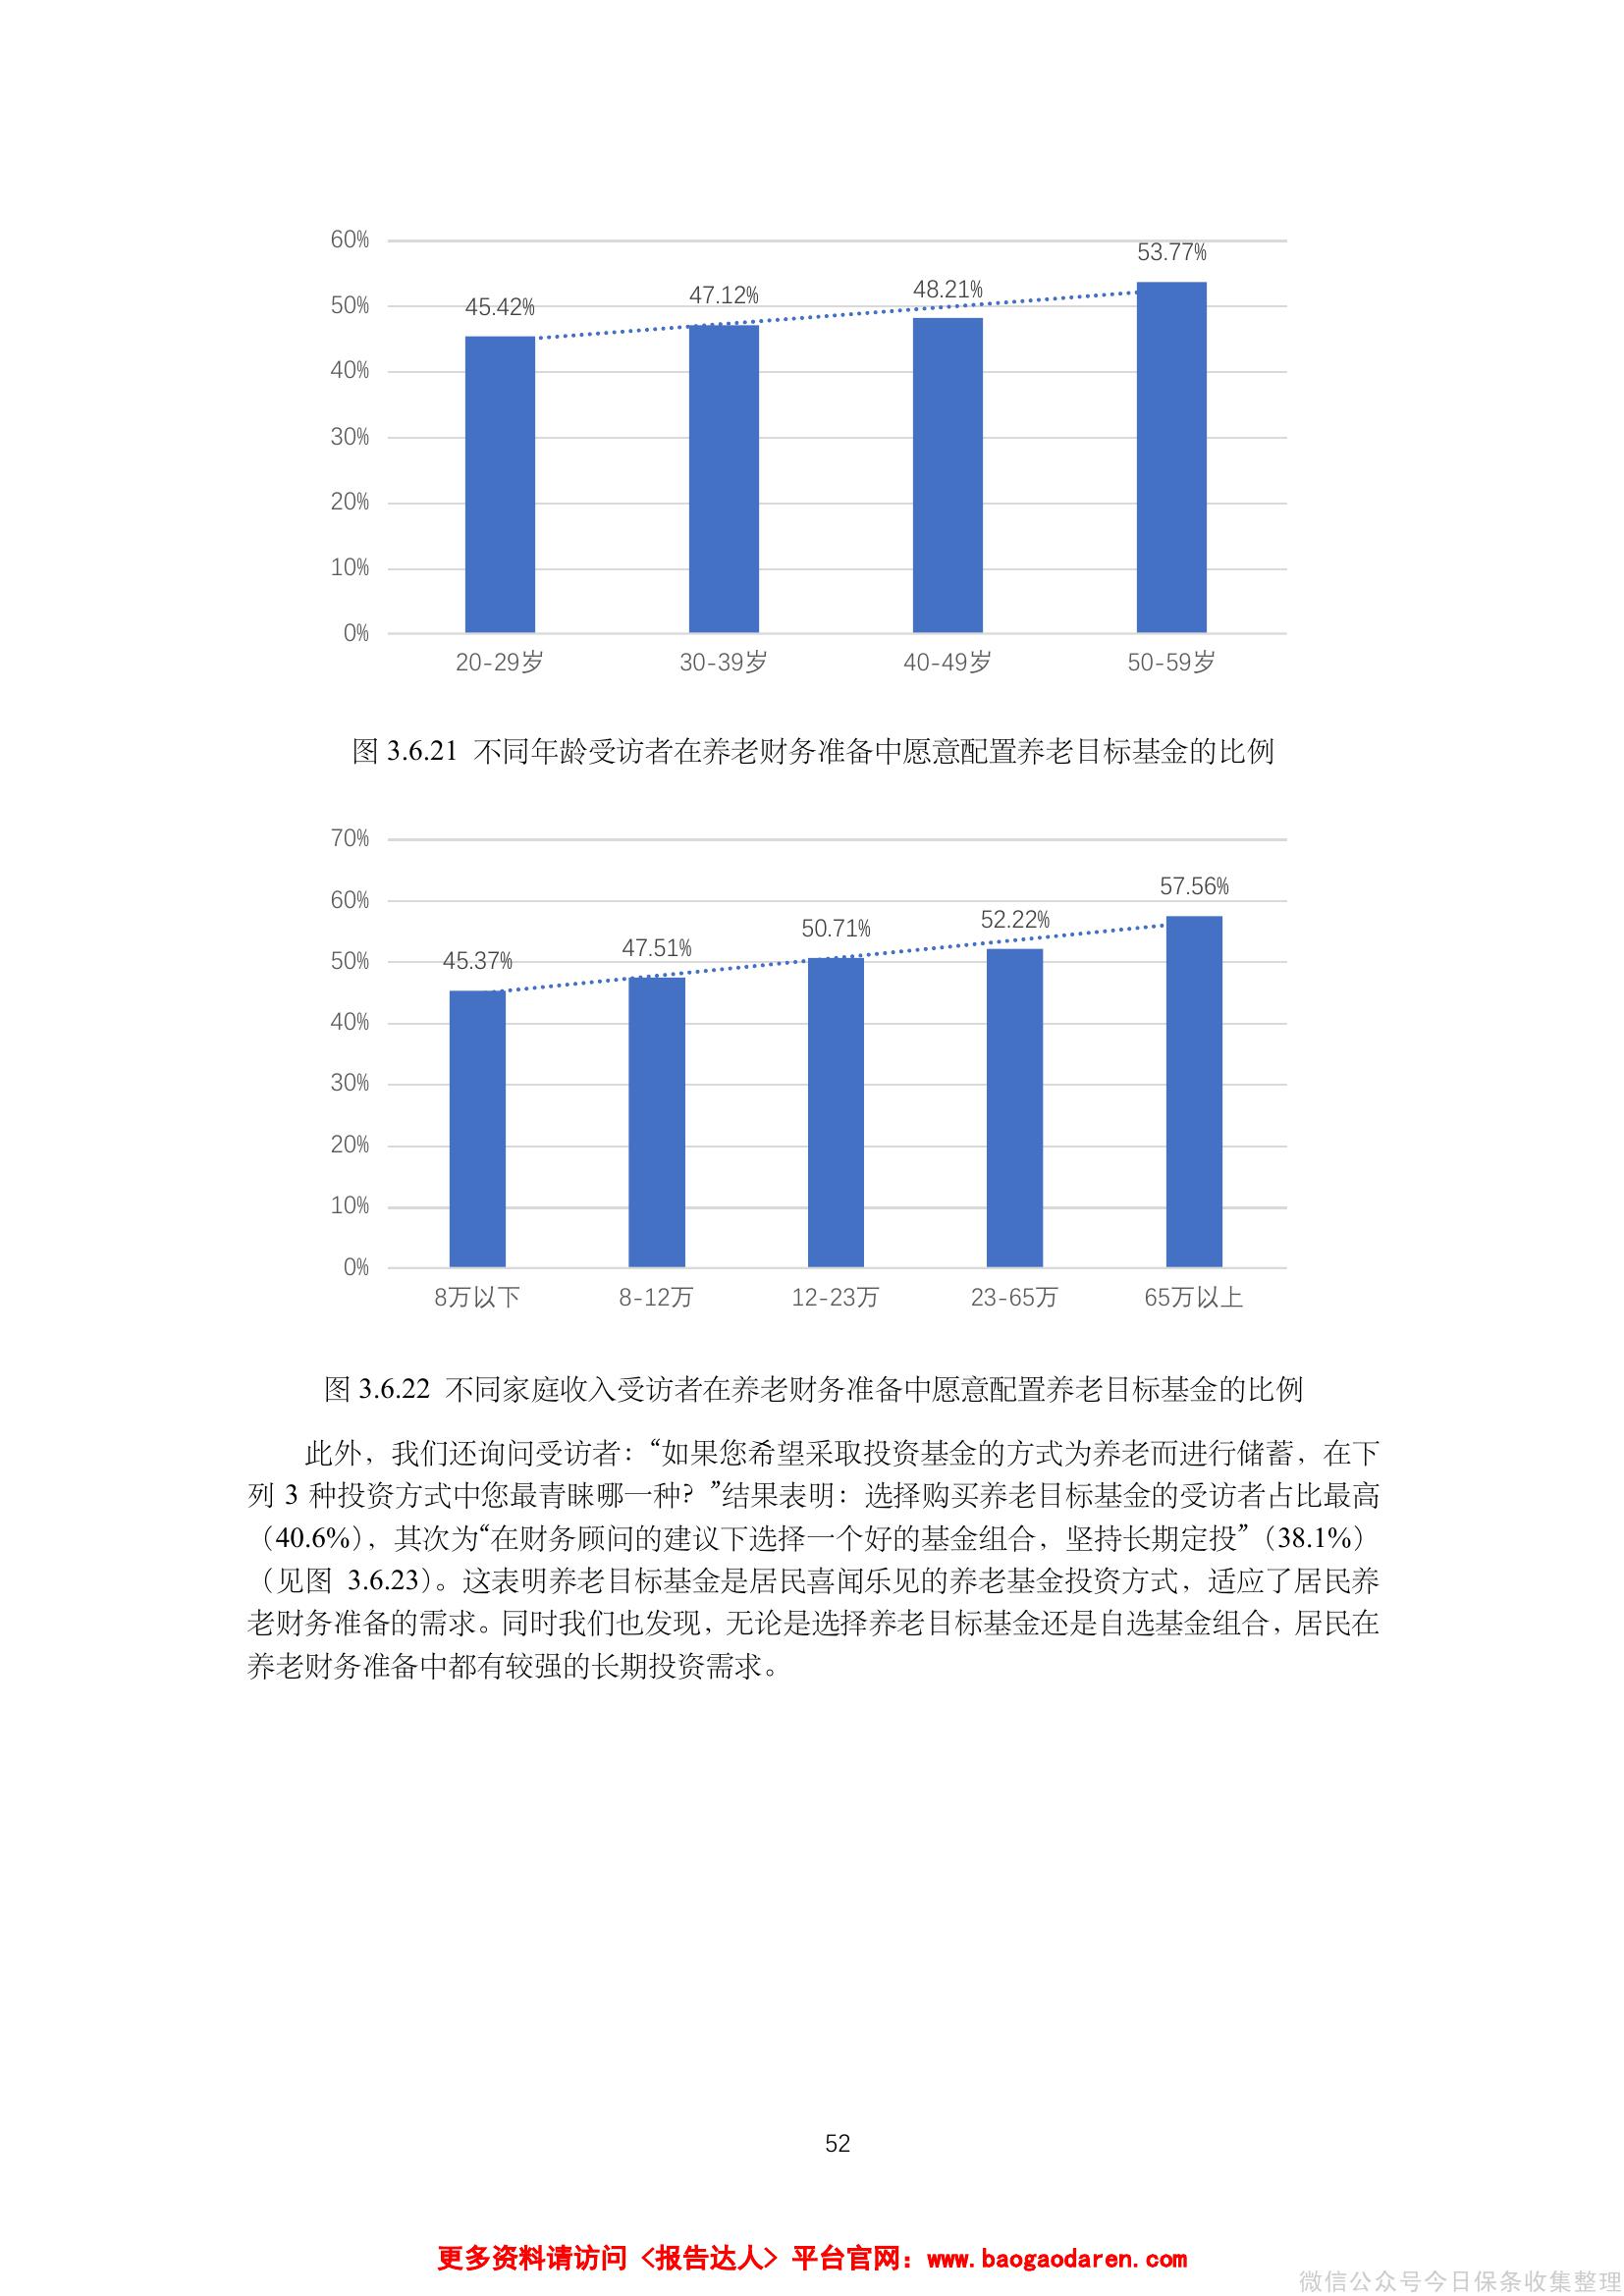 60%
50%
40%
30%
20%
10%
0%
45.42%
47.12%
48.21%
53.77%
20-29岁
30-39岁
40-49岁
50-59岁
图 3.6.21 不同年龄受访者在养老财务准备中愿意配置养老目标基金的比例
70%
60%
50%
40%
30%
20%
10%
0%
45.37%
47.51%
50.71%
52.22%
57.56%
8万以下
8-12万
12-23万
23-65万
65万以上
图 3.6.22 不同家庭收入受访者在养老财务准备中愿意配置养老目标基金的比例
此外，我们还询问受访者：“如果您希望采取投资基金的方式为养老而进行储蓄，在下
列 3 种投资方式中您最青睐哪一种？”结果表明：选择购买养老目标基金的受访者占比最高
（40.6%），其次为“在财务顾问的建议下选择一个好的基金组合，坚持长期定投”（38.1%）
（见图 3.6.23）。这表明养老目标基金是居民喜闻乐见的养老基金投资方式，适应了居民养
老财务准备的需求。同时我们也发现，无论是选择养老目标基金还是自选基金组合，居民在
养老财务准备中都有较强的长期投资需求。
52
更多资料请访问《报告达人》平台官网：www.baogaodaren.com
微信公众号今日保条收集整理